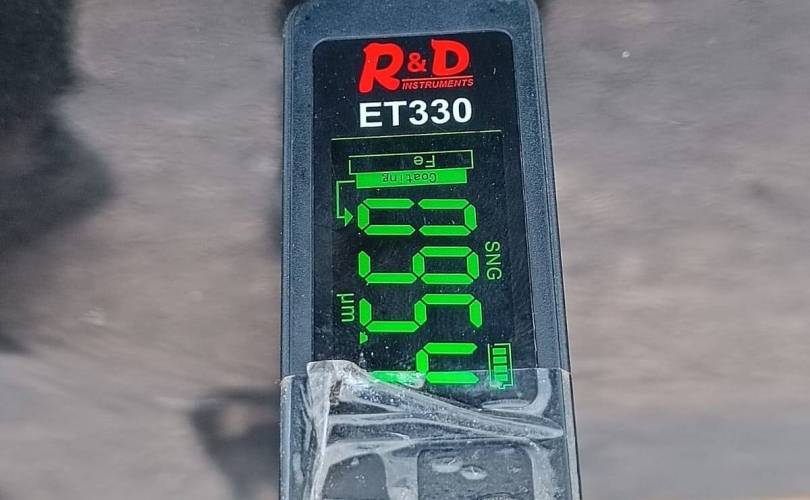 R&D
INSTRUMENTS
ET330
Fe
Coating
SNG
µm